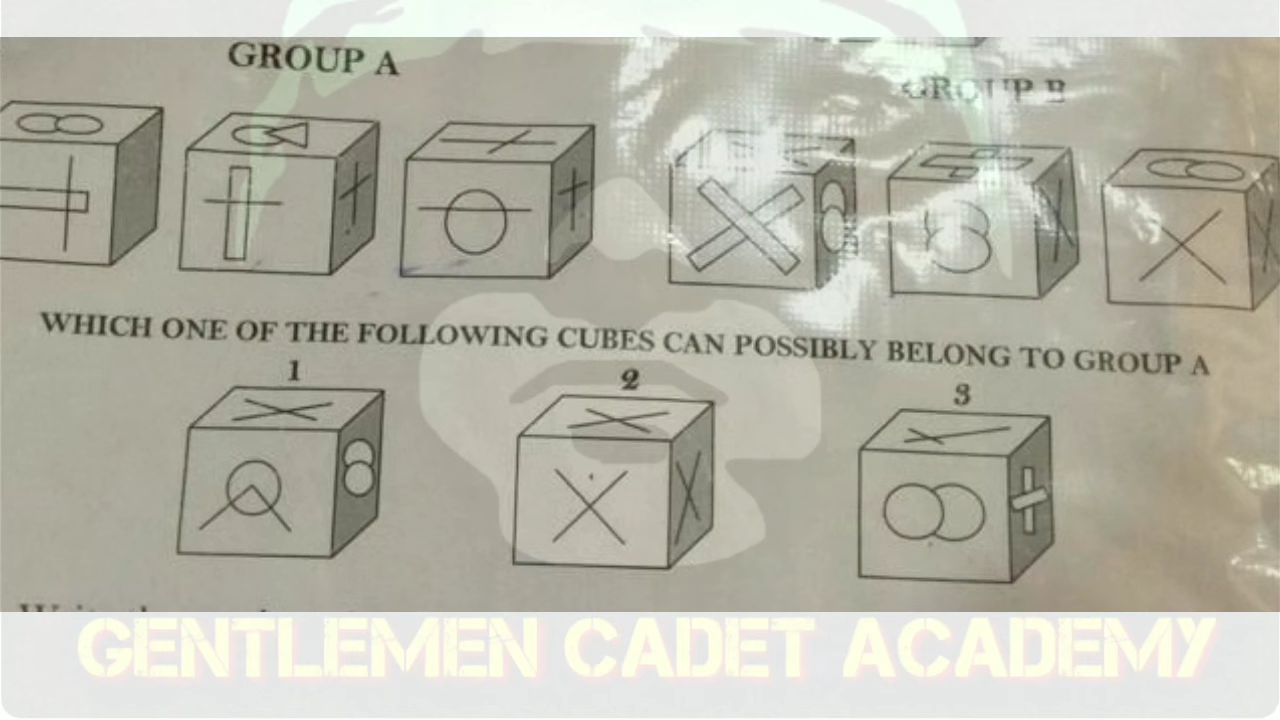 GROUP A
GROUP B
WHICH ONE OF THE FOLLOWING CUBES CAN POSSIBLY BELONG TO GROUP A
1
2
3
GENTLEMEN CADET ACADEMY